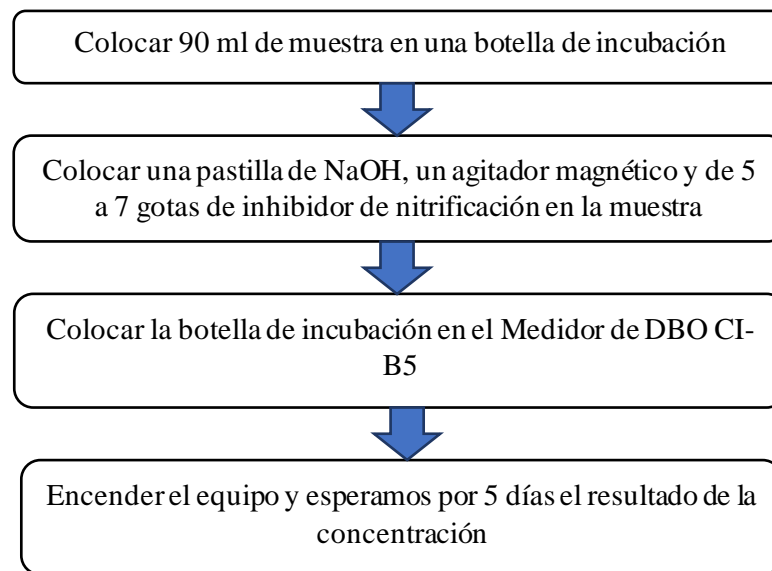 Colocar 90 ml de muestra en una botella de incubación
Colocar una pastilla de NaOH, un agitador magnético y de 5
a 7 gotas de inhibidor de nitrificación en la muestra
Colocar la botella de incubación en el Medidor de DBO CI-
B5
Encender el equipo y esperamos por 5 días el resultado de la
concentración